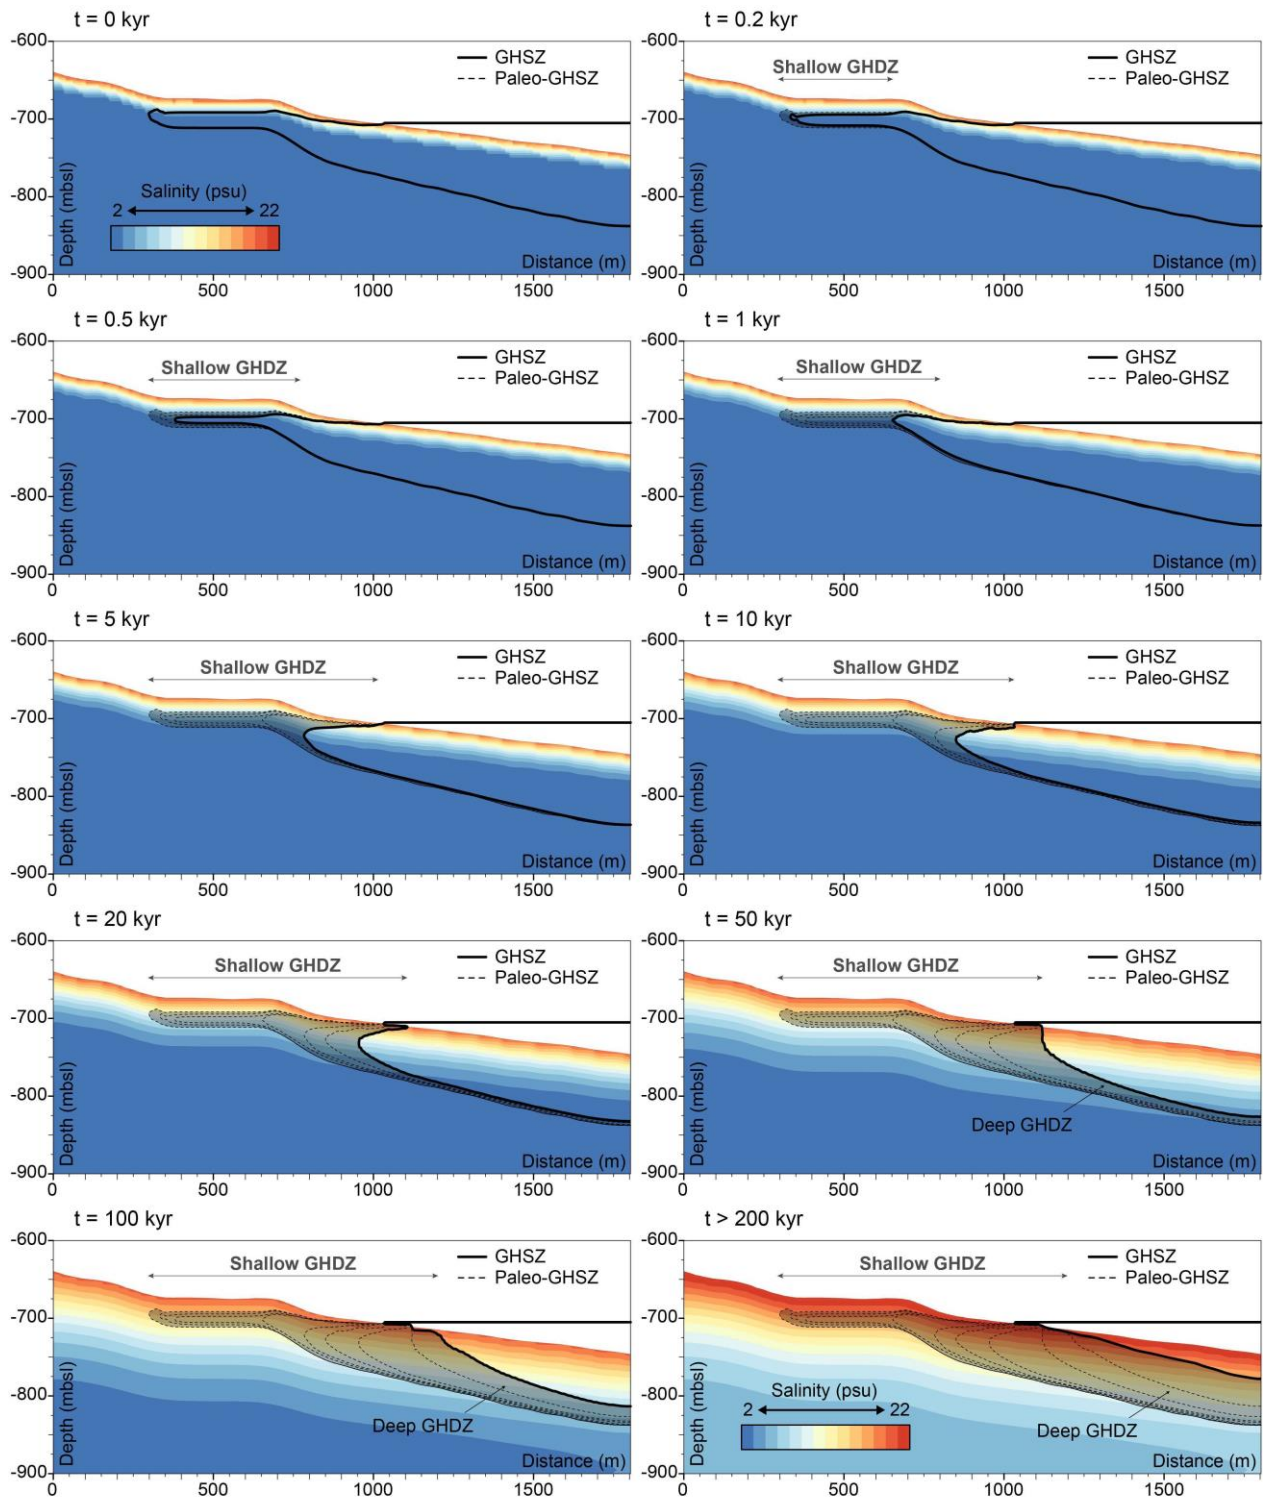 t = 0 kyr
-600
-700
-800
-900
Depth (mbsl)
GHSZ
Paleo-GHSZ
Salinity (psu)
2 22
Distance (m)
0 500 1000 1500
t = 0.2 kyr
-600
-700
-800
-900
Depth (mbsl)
Shallow GHDZ
GHSZ
Paleo-GHSZ
Distance (m)
0 500 1000 1500
t = 0.5 kyr
-600
-700
-800
-900
Depth (mbsl)
Shallow GHDZ
GHSZ
Paleo-GHSZ
Distance (m)
0 500 1000 1500
t = 1 kyr
-600
-700
-800
-900
Depth (mbsl)
Shallow GHDZ
GHSZ
Paleo-GHSZ
Distance (m)
0 500 1000 1500
t = 5 kyr
-600
-700
-800
-900
Depth (mbsl)
Shallow GHDZ
GHSZ
Paleo-GHSZ
Distance (m)
0 500 1000 1500
t = 10 kyr
-600
-700
-800
-900
Depth (mbsl)
Shallow GHDZ
GHSZ
Paleo-GHSZ
Distance (m)
0 500 1000 1500
t = 20 kyr
-600
-700
-800
-900
Depth (mbsl)
Shallow GHDZ
GHSZ
Paleo-GHSZ
Distance (m)
0 500 1000 1500
t = 50 kyr
-600
-700
-800
-900
Depth (mbsl)
Shallow GHDZ
GHSZ
Paleo-GHSZ
Deep GHDZ
Distance (m)
0 500 1000 1500
t = 100 kyr
-600
-700
-800
-900
Depth (mbsl)
Shallow GHDZ
GHSZ
Paleo-GHSZ
Deep GHDZ
Distance (m)
0 500 1000 1500
t > 200 kyr
-600
-700
-800
-900
Depth (mbsl)
Shallow GHDZ
GHSZ
Paleo-GHSZ
Salinity (psu)
2 22
Deep GHDZ
Distance (m)
0 500 1000 1500